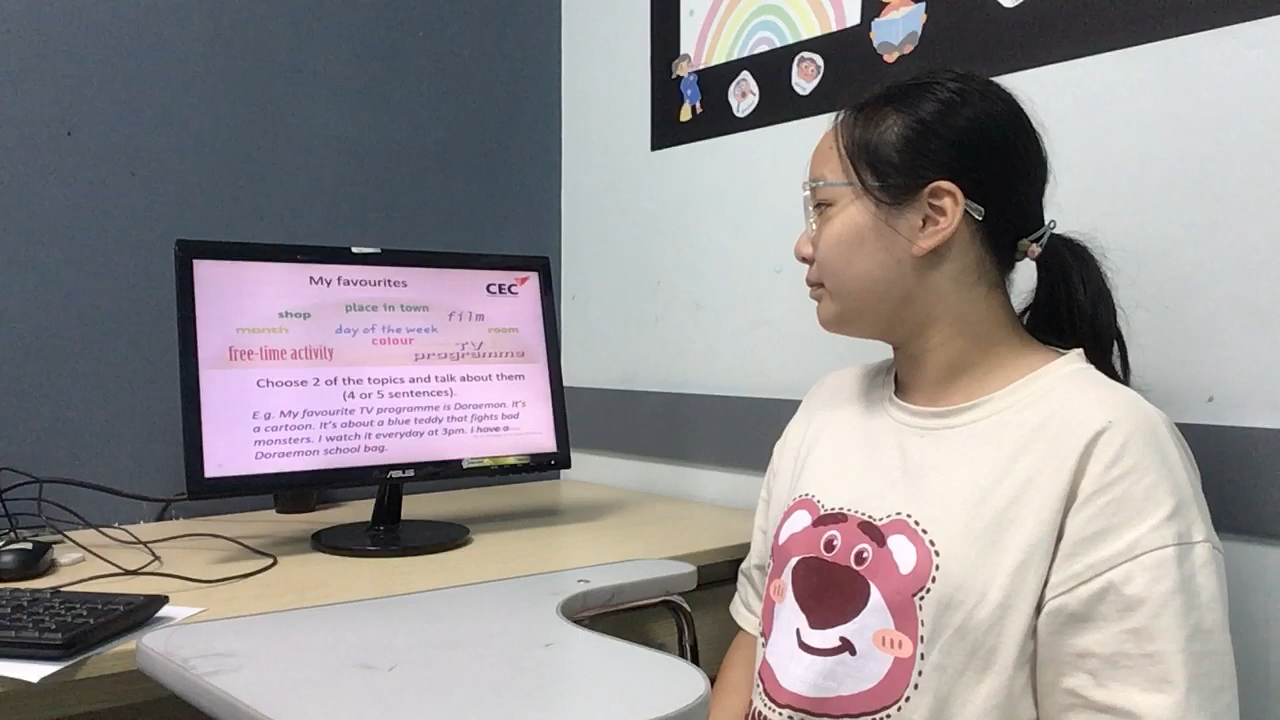 My favourites
CEC
shop
place in town
film
month
day of the week
room
colour
free-time activity
TV
programme
Choose 2 of the topics and talk about them
(4 or 5 sentences).
E.g. My favourite TV programme is Doraemon. It's
a cartoon. It's about a blue teddy that fights bad
monsters. I watch it everyday at 3pm. I have a
Doraemon school bag.
ASUS